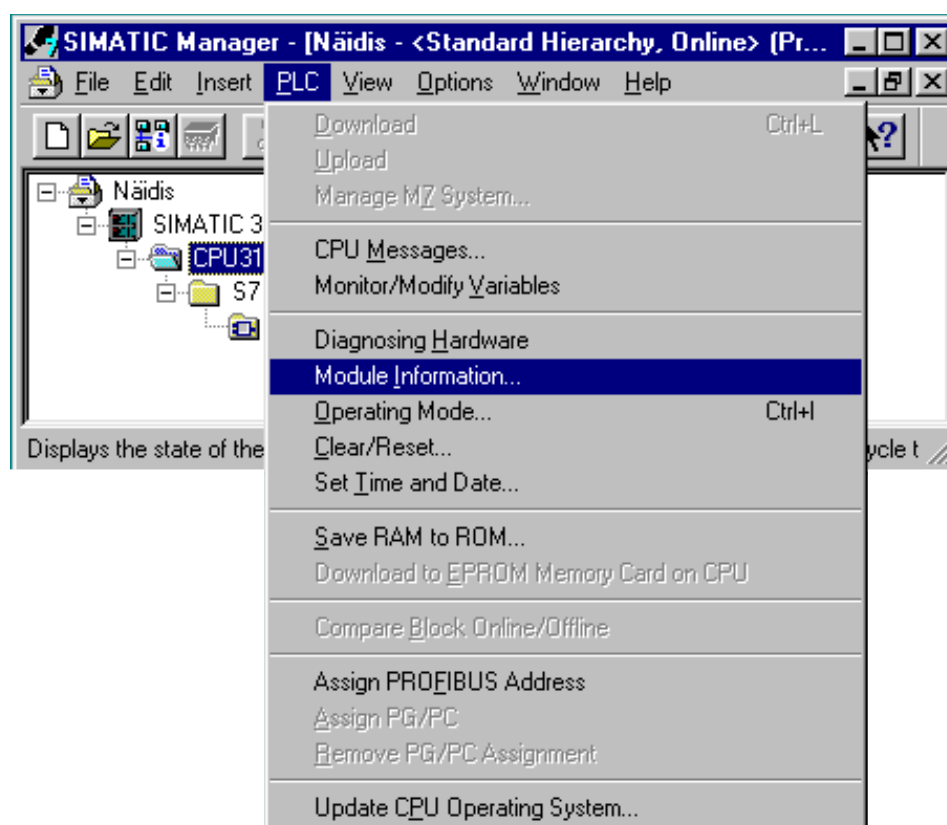 SIMATIC Manager - [Näidis - <Standard Hierarchy, Online> (Pr...
File Edit Insert PLC View Options Window Help
Näidis
SIMATIC 3
CPU31
S7
Displays the state of the
ycle t
Download Ctrl+L
Upload
Manage M7 System...
CPU Messages...
Monitor/Modify Variables
Diagnosing Hardware
Module Information...
Operating Mode... Ctrl+I
Clear/Reset...
Set Time and Date...
Save RAM to ROM...
Download to EPROM Memory Card on CPU
Compare Block Online/Offline
Assign PROFIBUS Address
Assign PG/PC
Remove PG/PC Assignment
Update CPU Operating System...